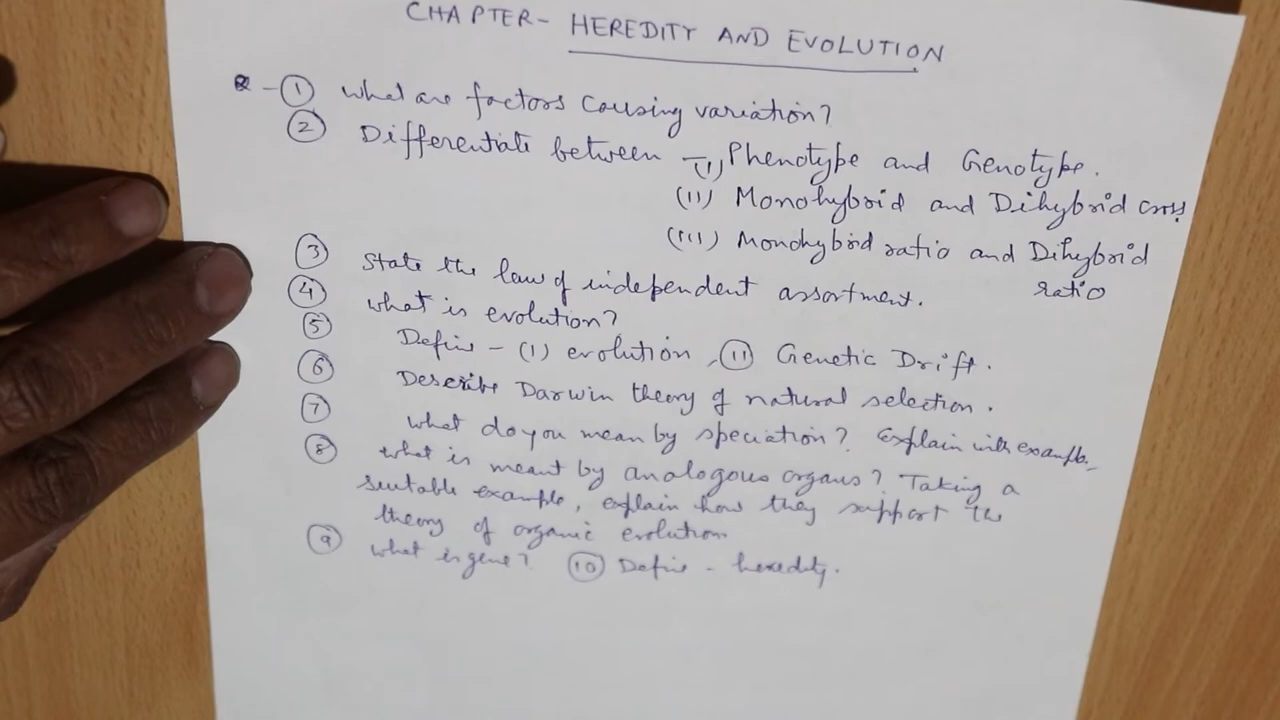 CHAPTER- HEREDITY AND EVOLUTION
Q - ① What are factors causing variation?
② Differentiate between - (I) Phenotype and Genotype.
(II) Monohybrid and Dihybrid cross.
(III) Monohybrid ratio and Dihybrid
ratio
③ State the law of independent assortment.
④ what is evolution?
⑤ Define - (I) evolution, ⑪ Genetic Drift.
⑥ Describe Darwin theory of natural selection.
⑦ What do you mean by speciation? Explain with example.
⑧ what is meant by analogous organs? Taking a
suitable example, explain how they support the
theory of organic evolution
⑨ what is gene? ⑩ Define - heredity.